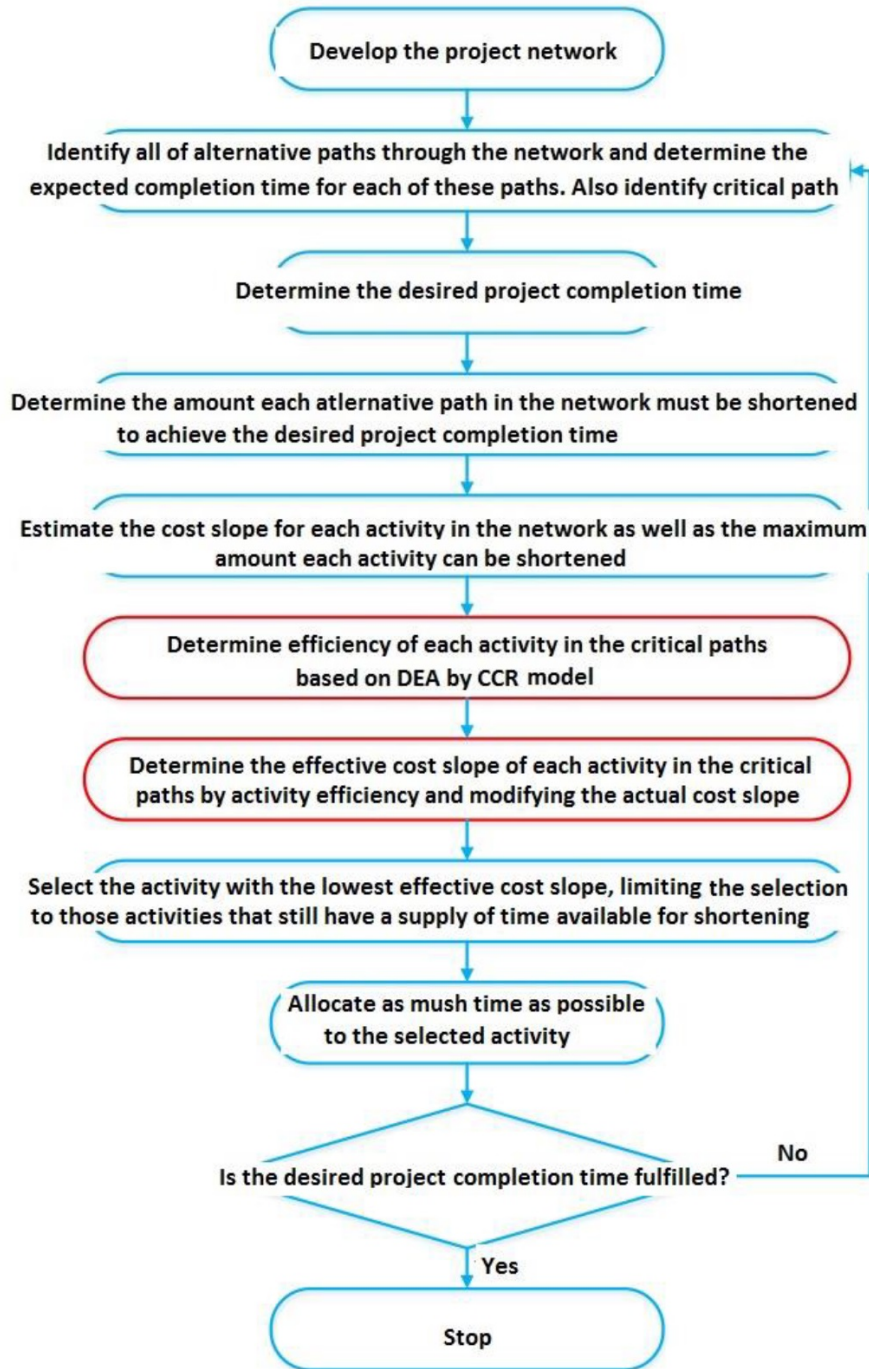 Develop the project network
Identify all of alternative paths through the network and determine the
expected completion time for each of these paths. Also identify critical path
Determine the desired project completion time
Determine the amount each atlernative path in the network must be shortened
to achieve the desired project completion time
Estimate the cost slope for each activity in the network as well as the maximum
amount each activity can be shortened
Determine efficiency of each activity in the critical paths
based on DEA by CCR model
Determine the effective cost slope of each activity in the critical
paths by activity efficiency and modifying the actual cost slope
Select the activity with the lowest effective cost slope, limiting the selection
to those activities that still have a supply of time available for shortening
Allocate as mush time as possible
to the selected activity
Is the desired project completion time fulfilled?
No
Yes
Stop